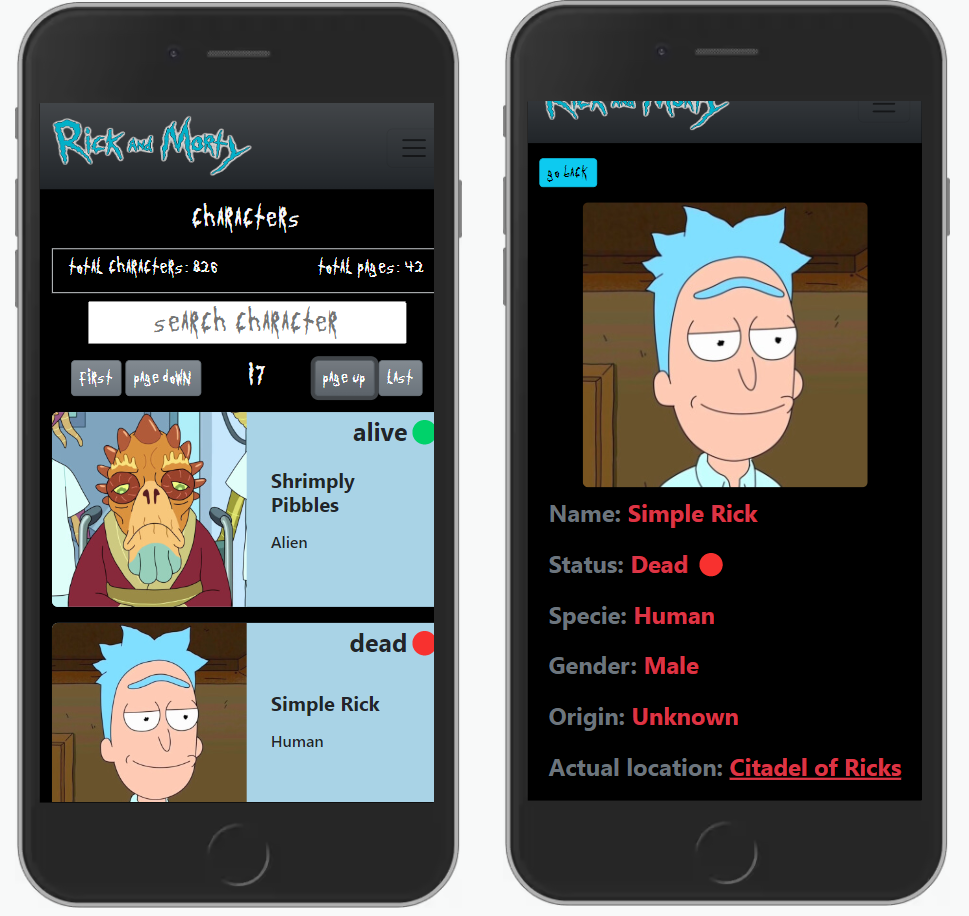 Rick and Morty
characters
total characters: 826 total pages: 42
search character
first page down 17 page up last
alive
Shrimply
Pibbles
Alien
dead
Simple Rick
Human
Rick and Morty
go back
Name: Simple Rick
Status: Dead
Specie: Human
Gender: Male
Origin: Unknown
Actual location: Citadel of Ricks